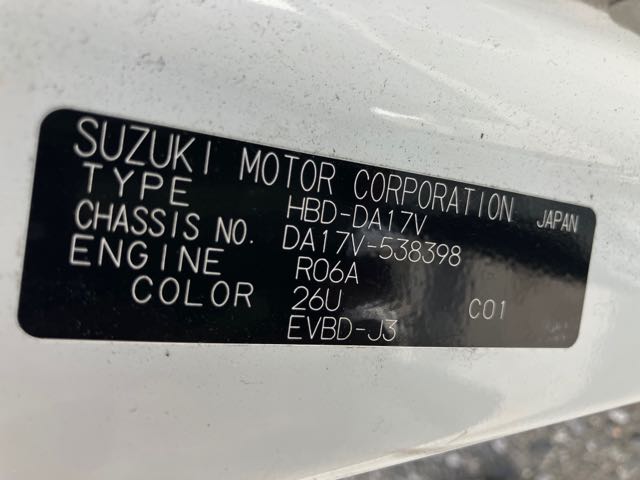 SUZUKI MOTOR CORPORATION JAPAN
TYPE HBD-DA17V
CHASSIS NO. DA17V-538398
ENGINE R06A
COLOR 26U C01
EVBD-J3